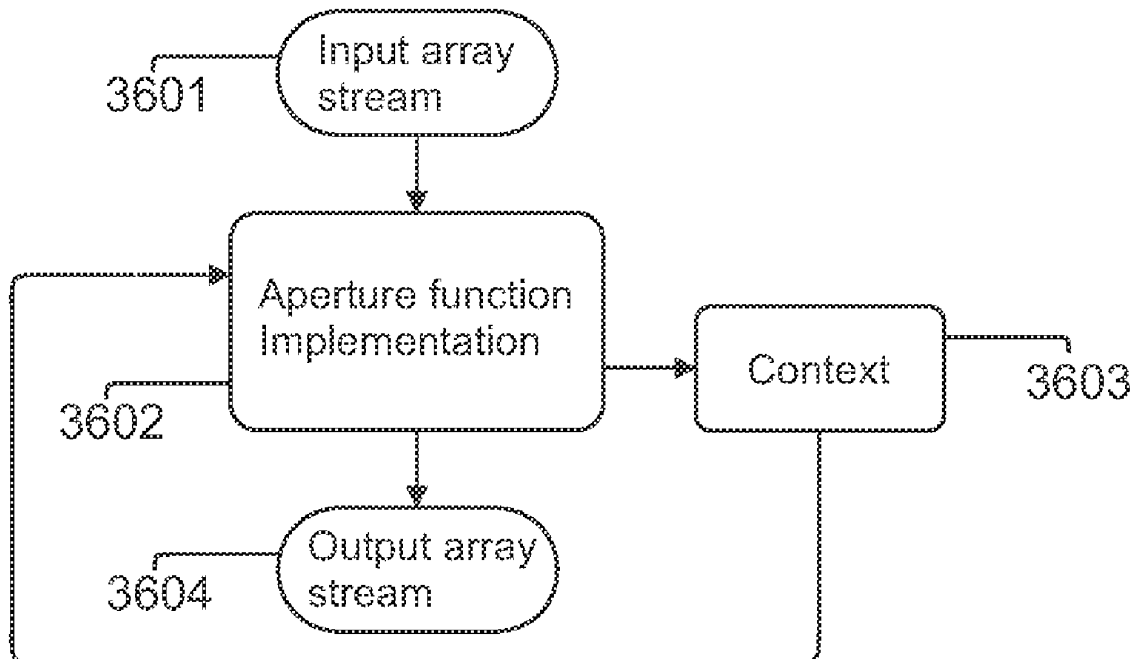 Input array
stream
3601
Aperture function
Implementation
Context
3603
3602
Output array
stream
3604